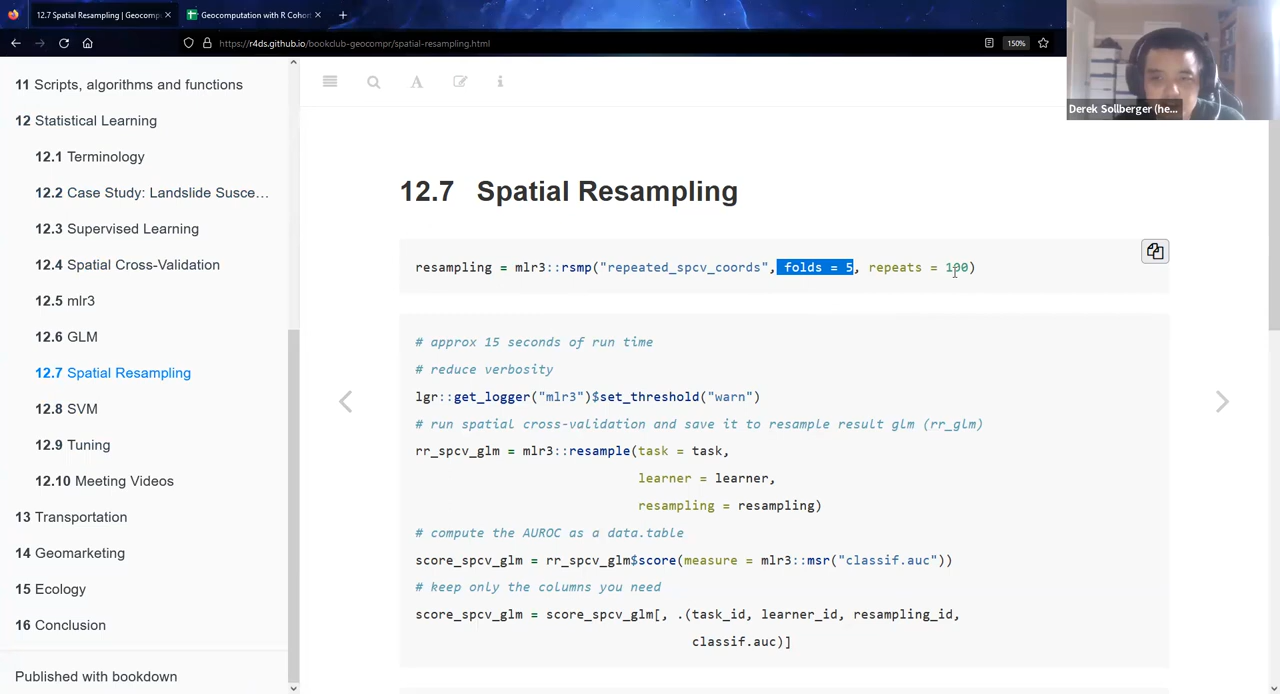 12.7 Spatial Resampling | Geocomp
Geocomputation with R Cohor
https://r4ds.github.io/bookclub-geocompr/spatial-resampling.html
150%
Derek Sollberger (he...
11 Scripts, algorithms and functions
12 Statistical Learning
12.1 Terminology
12.2 Case Study: Landslide Susce...
12.3 Supervised Learning
12.4 Spatial Cross-Validation
12.5 mlr3
12.6 GLM
12.7 Spatial Resampling
12.8 SVM
12.9 Tuning
12.10 Meeting Videos
13 Transportation
14 Geomarketing
15 Ecology
16 Conclusion
Published with bookdown
12.7 Spatial Resampling
resampling = mlr3::rsmp("repeated_spcv_coords", folds = 5, repeats = 100)
# approx 15 seconds of run time
# reduce verbosity
lgr::get_logger("mlr3")$set_threshold("warn")
# run spatial cross-validation and save it to resample result glm (rr_glm)
rr_spcv_glm = mlr3::resample(task = task,
learner = learner,
resampling = resampling)
# compute the AUROC as a data.table
score_spcv_glm = rr_spcv_glm$score(measure = mlr3::msr("classif.auc"))
# keep only the columns you need
score_spcv_glm = score_spcv_glm[, .(task_id, learner_id, resampling_id,
classif.auc)]